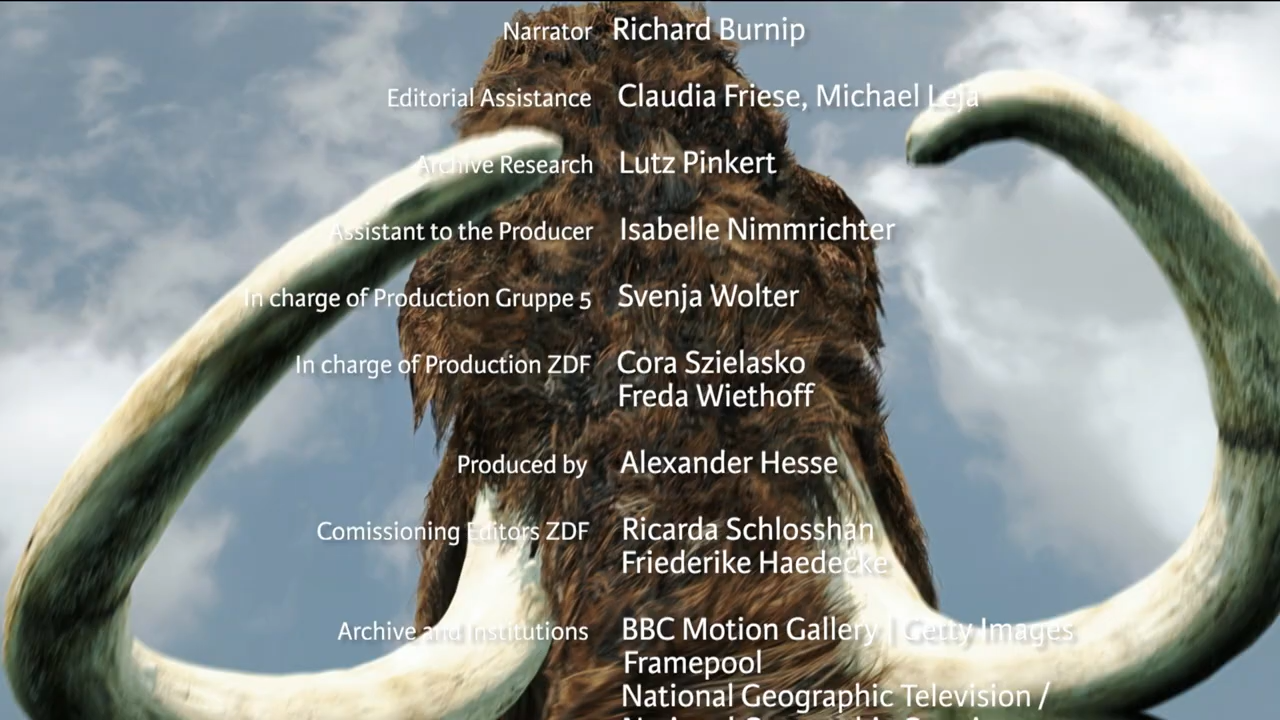 Narrator Richard Burnip
Editorial Assistance Claudia Friese, Michael Leja
Archive Research Lutz Pinkert
Assistant to the Producer Isabelle Nimmrichter
In charge of Production Gruppe 5 Svenja Wolter
In charge of Production ZDF Cora Szielasko
Freda Wiethoff
Produced by Alexander Hesse
Comissioning Editors ZDF Ricarda Schlosshan
Friederike Haedecke
Archive and Institutions BBC Motion Gallery | Getty Images
Framepool
National Geographic Television /